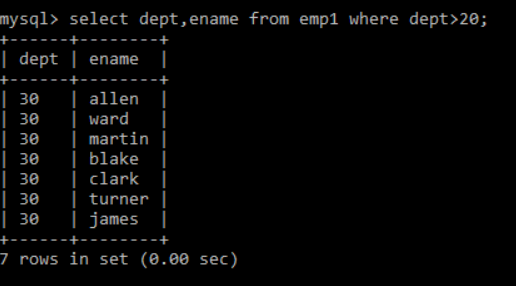 mysql> select dept,ename from emp1 where dept>20;
+------+--------+
| dept | ename  |
+------+--------+
| 30   | allen  |
| 30   | ward   |
| 30   | martin |
| 30   | blake  |
| 30   | clark  |
| 30   | turner |
| 30   | james  |
+------+--------+
7 rows in set (0.00 sec)